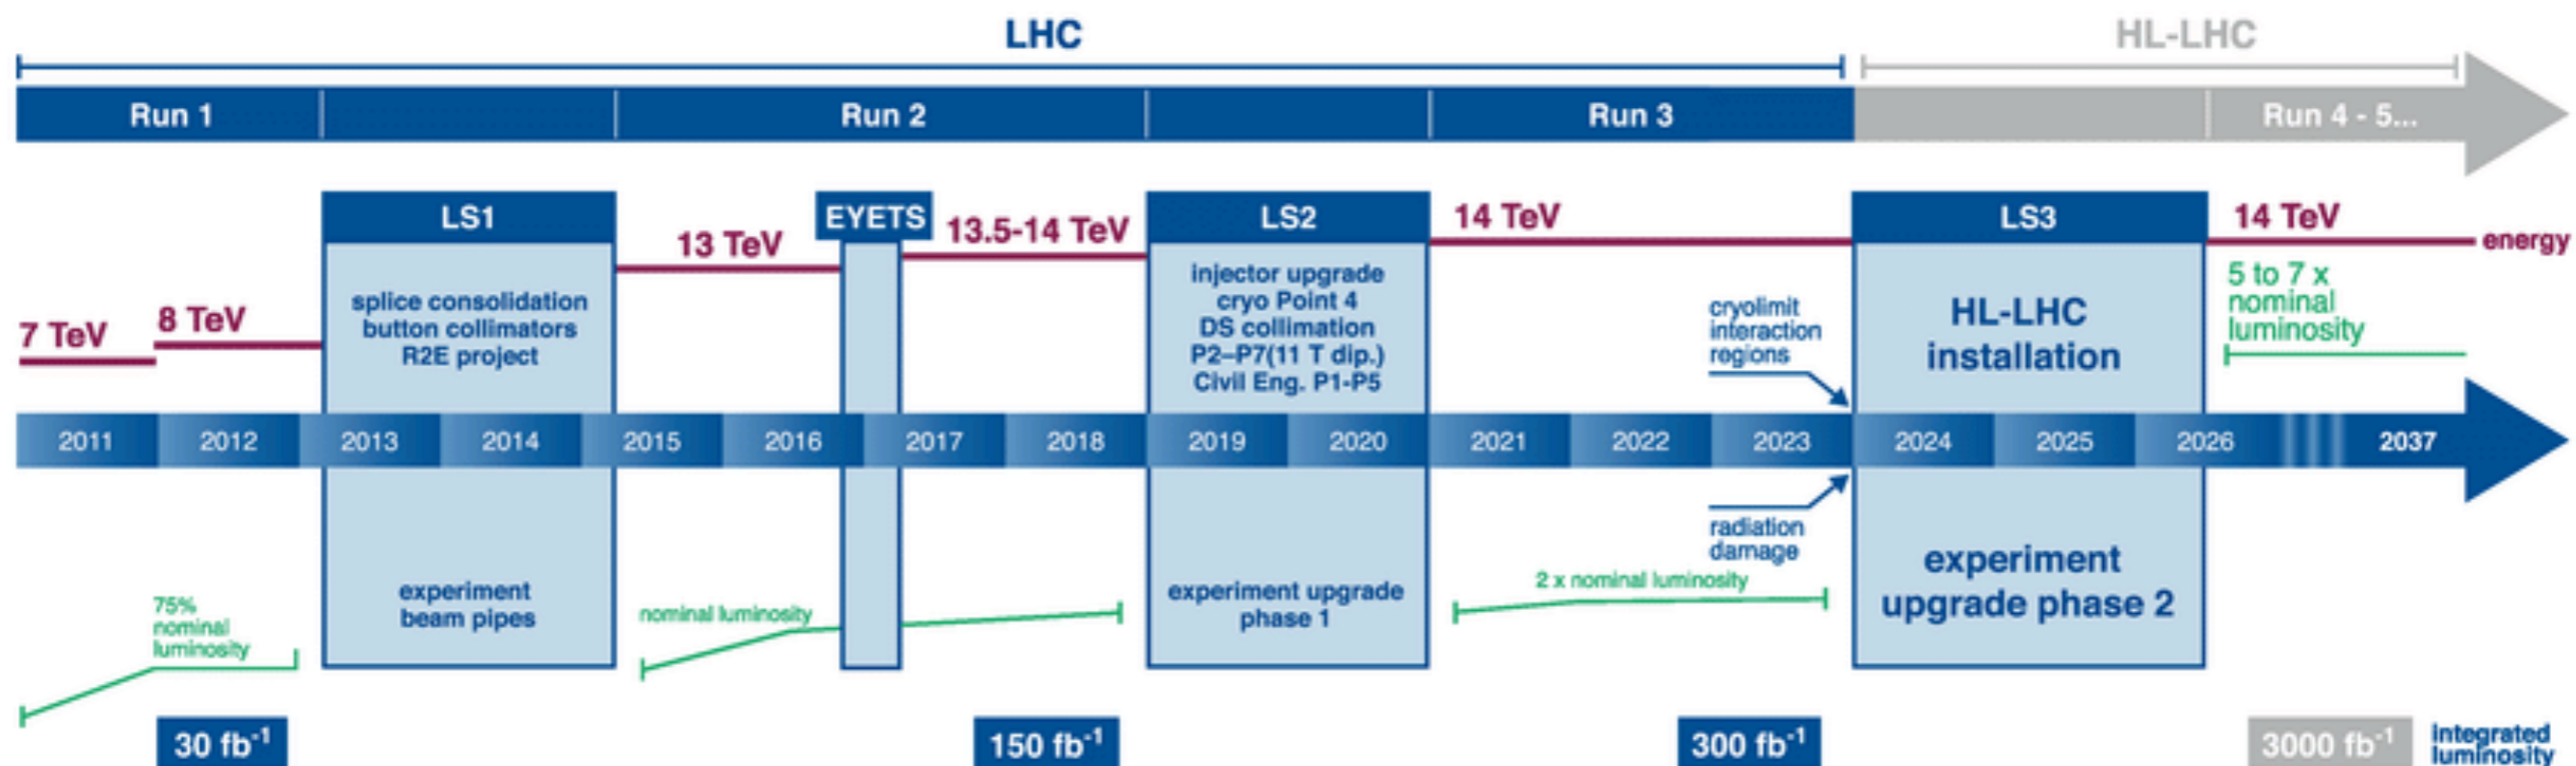 LHC
HL-LHC
Run 1
Run 2
Run 3
Run 4 - 5...
LS1
EYETS
LS2
LS3
7 TeV
8 TeV
13 TeV
13.5-14 TeV
14 TeV
14 TeV
energy
splice consolidation
button collimators
R2E project
injector upgrade
cryo Point 4
DS collimation
P2–P7(11 T dip.)
Civil Eng. P1-P5
cryolimit
interaction
regions
HL-LHC
installation
5 to 7 x
nominal
luminosity
2011
2012
2013
2014
2015
2016
2017
2018
2019
2020
2021
2022
2023
2024
2025
2026
2037
75%
nominal
luminosity
experiment
beam pipes
nominal luminosity
experiment upgrade
phase 1
2 x nominal luminosity
radiation
damage
experiment
upgrade phase 2
30 fb⁻¹
150 fb⁻¹
300 fb⁻¹
3000 fb⁻¹
integrated
luminosity